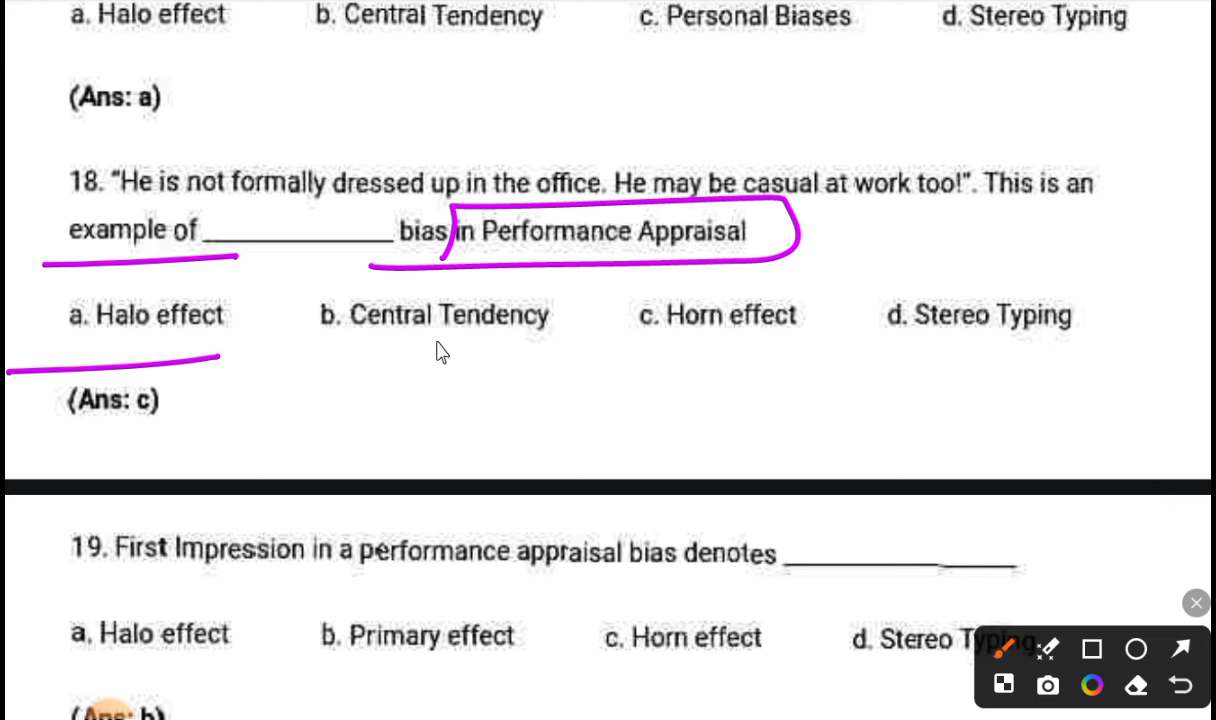 a. Halo effect b. Central Tendency c. Personal Biases d. Stereo Typing
(Ans: a)
18. "He is not formally dressed up in the office. He may be casual at work too!". This is an
example of ______________ bias in Performance Appraisal
a. Halo effect b. Central Tendency c. Horn effect d. Stereo Typing
(Ans: c)
19. First Impression in a performance appraisal bias denotes _________________
a. Halo effect b. Primary effect c. Horn effect d. Stereo Typing
(Ans: b)